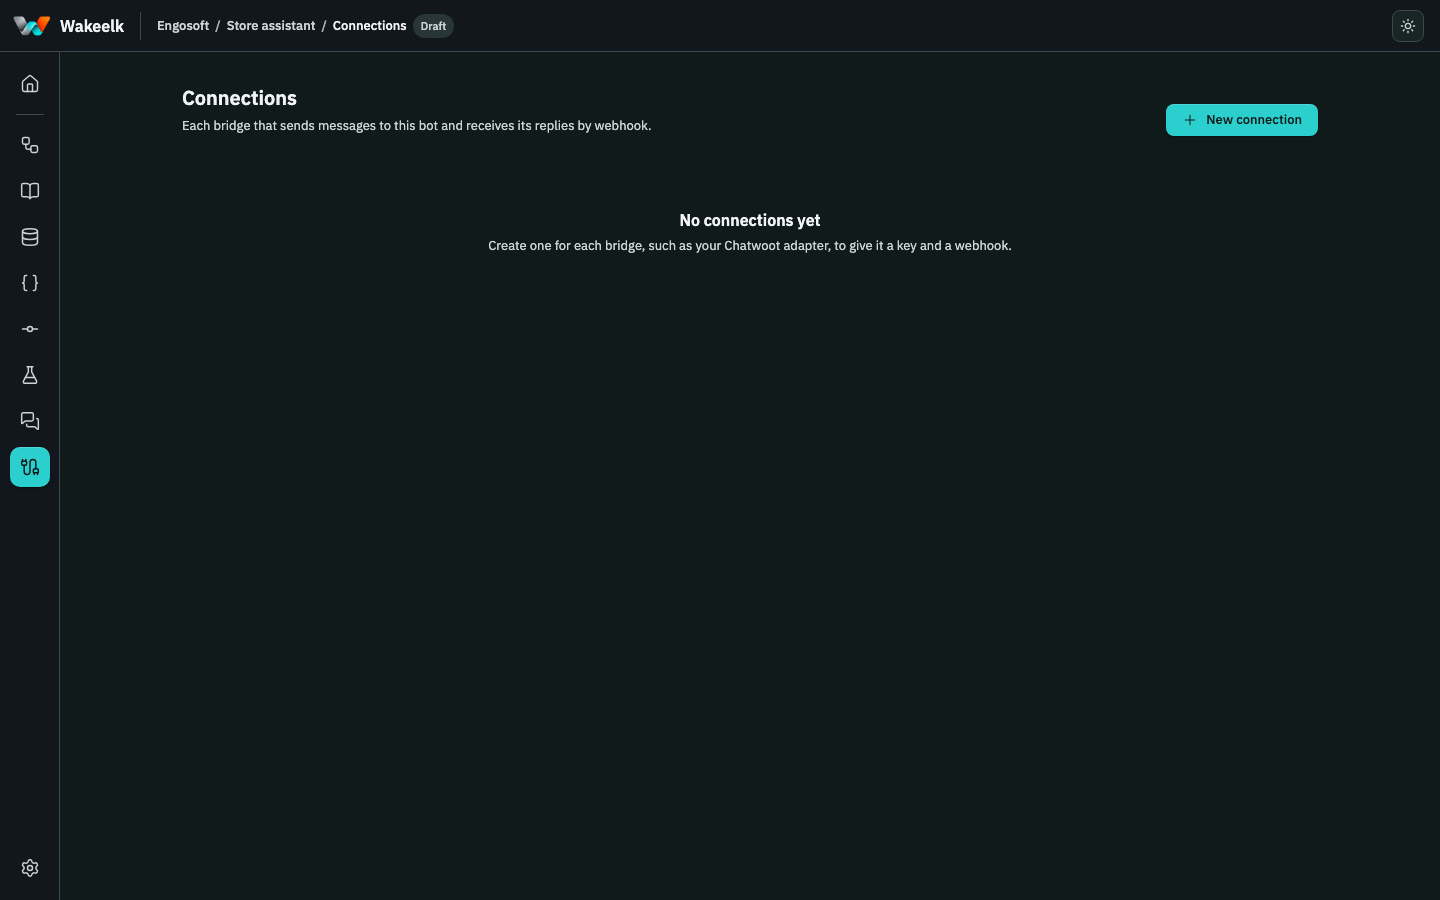 Wakeelk
Engosoft / Store assistant / Connections Draft
Connections
Each bridge that sends messages to this bot and receives its replies by webhook.
New connection
No connections yet
Create one for each bridge, such as your Chatwoot adapter, to give it a key and a webhook.